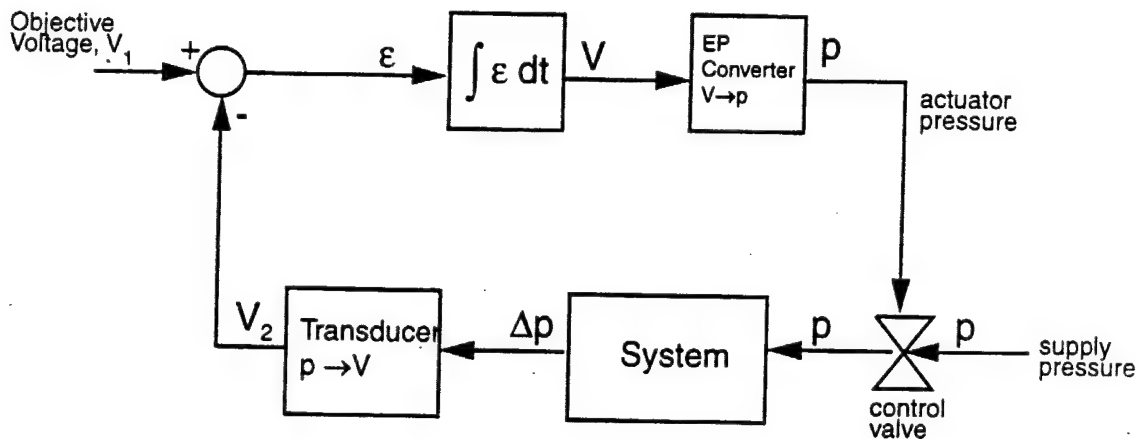 Objective
Voltage, V₁
+
-
ε
∫ ε dt
V
EP
Converter
V→p
p
actuator
pressure
V₂
Transducer
p →V
Δp
System
p
p
supply
pressure
control
valve